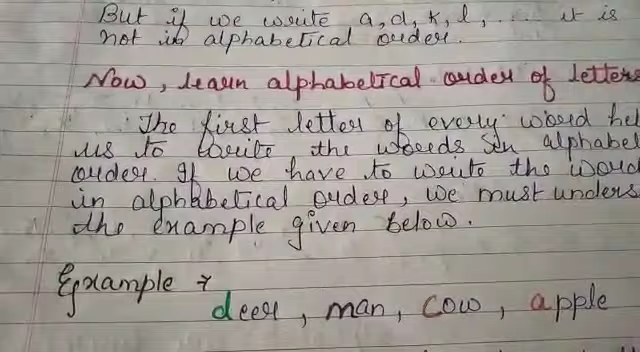 But if we write a, d, k, l, ..... it is
not in alphabetical order.
Now, learn alphabetical order of letters
The first letter of every word hel
us to write the words in alphabet
order. If we have to write the word
in alphabetical order, we must unders
the example given below.
Example →
deer, man, cow, apple